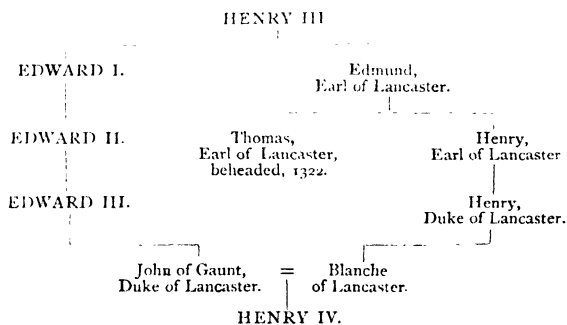 HENRY III
EDWARD I.
Edmund,
Earl of Lancaster.
EDWARD II.
Thomas,
Earl of Lancaster,
beheaded, 1322.
Henry,
Earl of Lancaster
EDWARD III.
Henry,
Duke of Lancaster.
John of Gaunt,
Duke of Lancaster.
=
Blanche
of Lancaster.
HENRY IV.